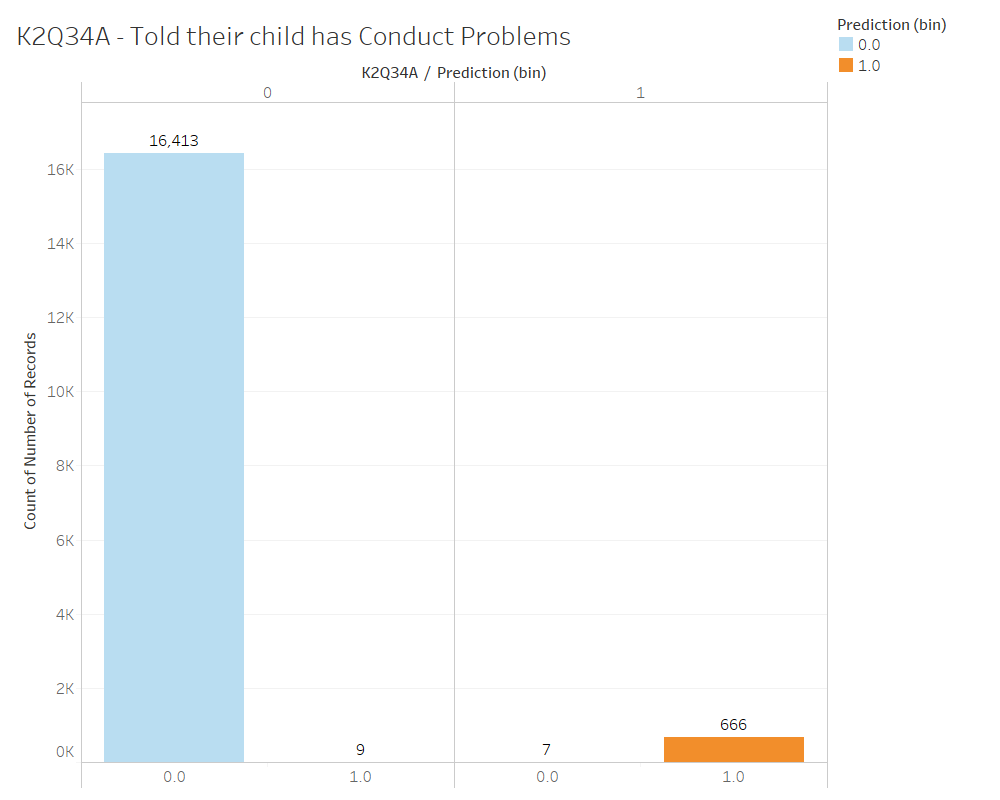 K2Q34A - Told their child has Conduct Problems
Prediction (bin)
0.0
1.0
K2Q34A / Prediction (bin)
0
1
16,413
9
7
666
16K
14K
12K
10K
8K
6K
4K
2K
0K
Count of Number of Records
0.0
1.0
0.0
1.0